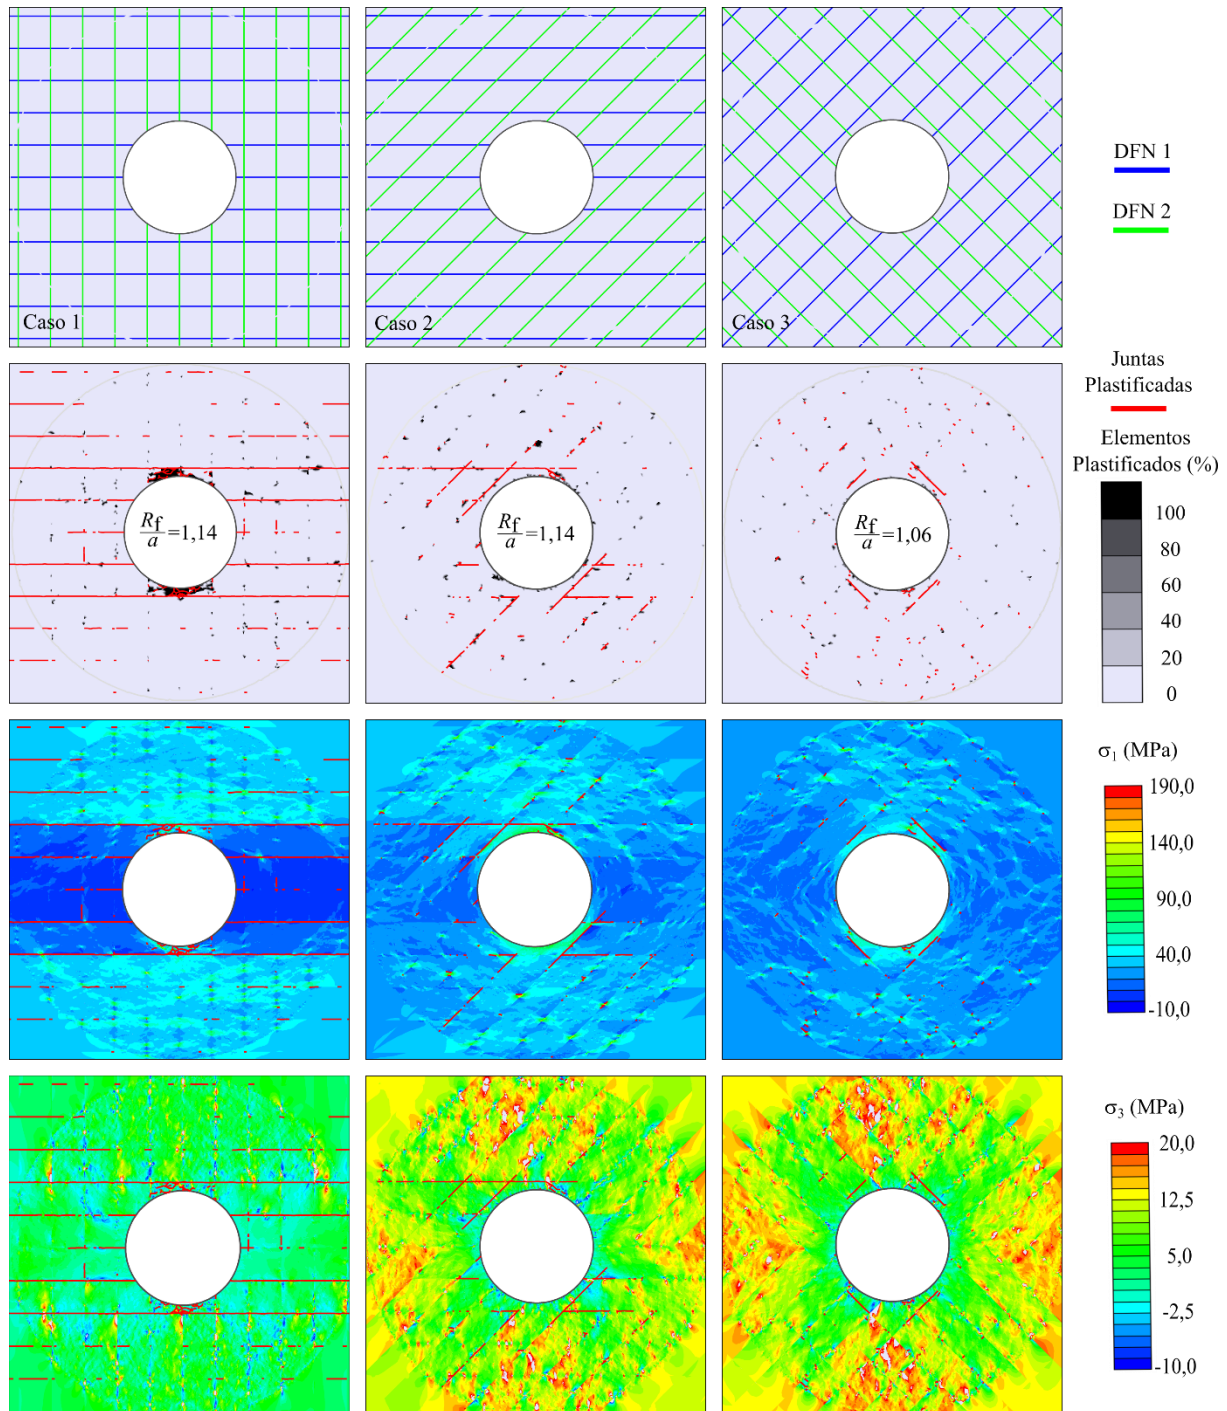 Caso 1
Caso 2
Caso 3
DFN 1
DFN 2
Rf/a=1,14
Rf/a=1,14
Rf/a=1,06
Juntas
Plastificadas
Elementos
Plastificados (%)
100
80
60
40
20
0
σ1 (MPa)
190,0
140,0
90,0
40,0
-10,0
σ3 (MPa)
20,0
12,5
5,0
-2,5
-10,0